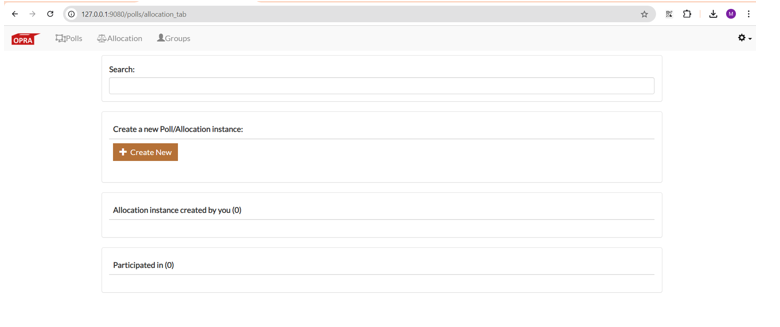 127.0.0.1:9080/polls/allocation_tab
M
OPRA
Polls
Allocation
Groups
Search:
Create a new Poll/Allocation instance:
Create New
Allocation instance created by you (0)
Participated in (0)